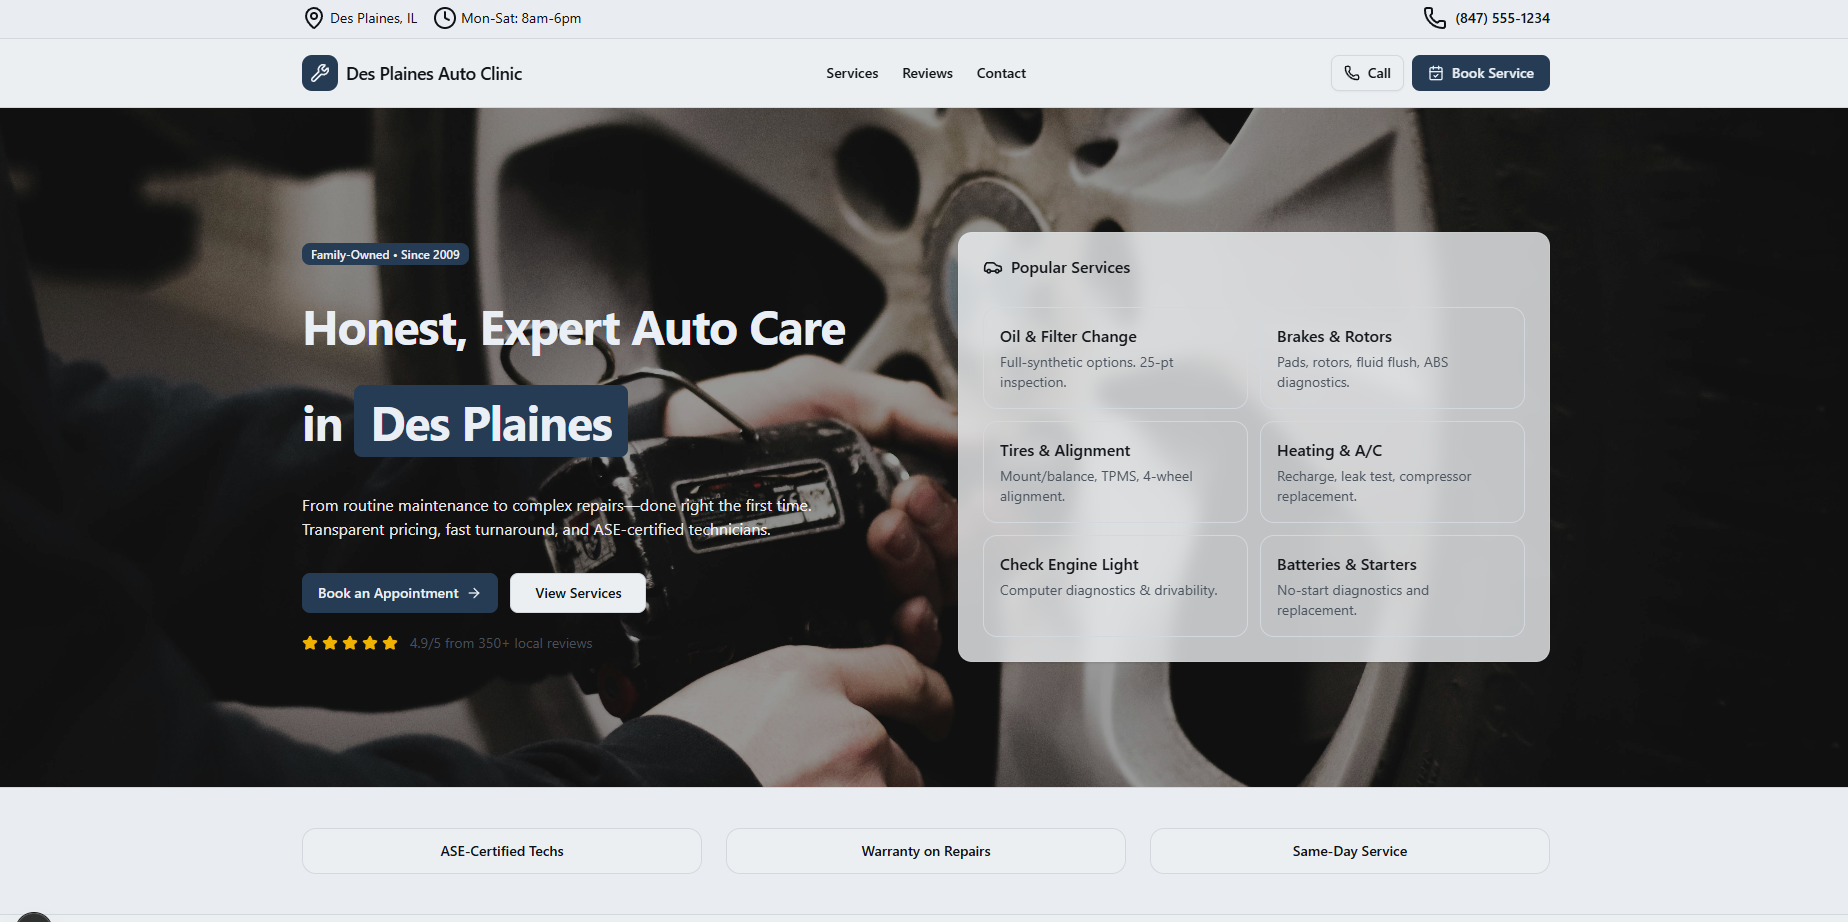 Des Plaines, IL
Mon-Sat: 8am-6pm
(847) 555-1234
Des Plaines Auto Clinic
Services
Reviews
Contact
Call
Book Service
Family-Owned • Since 2009
Honest, Expert Auto Care
in Des Plaines
From routine maintenance to complex repairs—done right the first time.
Transparent pricing, fast turnaround, and ASE-certified technicians.
Book an Appointment
View Services
4.9/5 from 350+ local reviews
Popular Services
Oil & Filter Change
Full-synthetic options. 25-pt
inspection.
Brakes & Rotors
Pads, rotors, fluid flush, ABS
diagnostics.
Tires & Alignment
Mount/balance, TPMS, 4-wheel
alignment.
Heating & A/C
Recharge, leak test, compressor
replacement.
Check Engine Light
Computer diagnostics & drivability.
Batteries & Starters
No-start diagnostics and
replacement.
ASE-Certified Techs
Warranty on Repairs
Same-Day Service